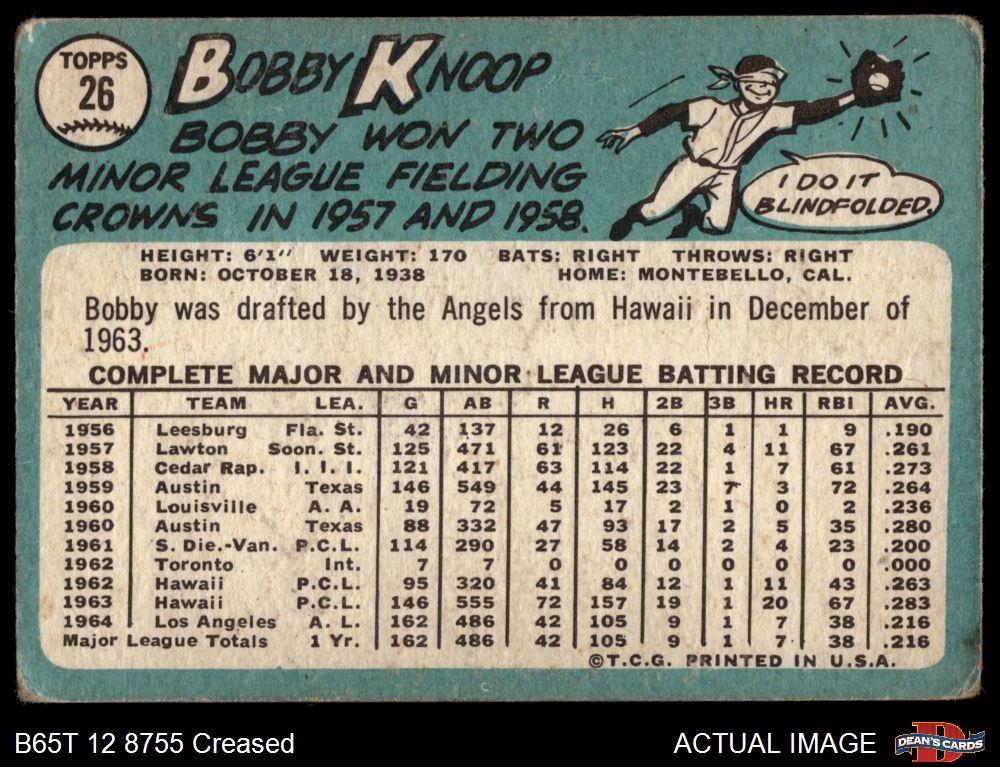 TOPPS
26
BOBBY KNOOP
BOBBY WON TWO
MINOR LEAGUE FIELDING
CROWNS IN 1957 AND 1958.
I DO IT
BLINDFOLDED.
HEIGHT: 6'1" WEIGHT: 170 BATS: RIGHT THROWS: RIGHT
BORN: OCTOBER 18, 1938 HOME: MONTEBELLO, CAL.
Bobby was drafted by the Angels from Hawaii in December of
1963.
COMPLETE MAJOR AND MINOR LEAGUE BATTING RECORD
YEAR TEAM LEA. G AB R H 2B 3B HR RBI AVG.
1956 Leesburg Fla. St. 42 137 12 26 6 1 1 9 .190
1957 Lawton Soon. St. 125 471 61 123 22 4 11 67 .261
1958 Cedar Rap. I. I. I. 121 417 63 114 22 1 7 61 .273
1959 Austin Texas 146 549 44 145 23 7 3 72 .264
1960 Louisville A. A. 19 72 5 17 2 1 0 2 .236
1960 Austin Texas 88 332 47 93 17 2 5 35 .280
1961 S. Die.-Van. P.C.L. 114 290 27 58 14 2 4 23 .200
1962 Toronto Int. 7 7 0 0 0 0 0 0 .000
1962 Hawaii P.C.L. 95 320 41 84 12 1 11 43 .263
1963 Hawaii P.C.L. 146 555 72 157 19 1 20 67 .283
1964 Los Angeles A. L. 162 486 42 105 9 1 7 38 .216
Major League Totals 1 Yr. 162 486 42 105 9 1 7 38 .216
©T.C.G. PRINTED IN U.S.A.
B65T 12 8755 Creased
ACTUAL IMAGE
D
DEAN'S CARDS